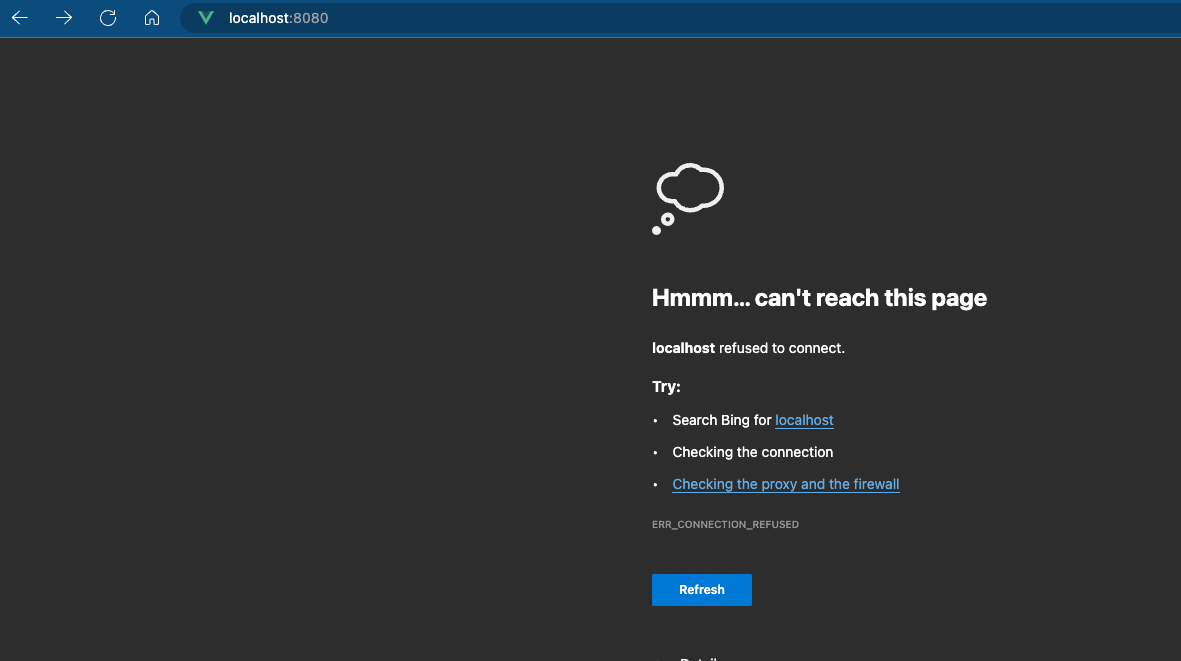 localhost:8080
Hmmm... can't reach this page
localhost refused to connect.
Try:
• Search Bing for localhost
• Checking the connection
• Checking the proxy and the firewall
ERR_CONNECTION_REFUSED
Refresh